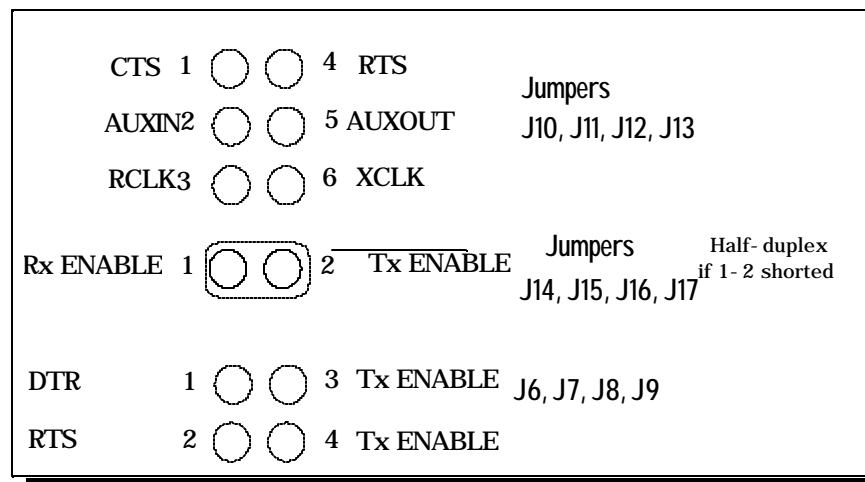 CTS 1 4 RTS
Jumpers
AUXIN2 5 AUXOUT J10, J11, J12, J13
RCLK3 6 XCLK
Rx ENABLE 1 2 Tx ENABLE Jumpers Half-duplex
J14, J15, J16, J17 if 1-2 shorted
DTR 1 3 Tx ENABLE J6, J7, J8, J9
RTS 2 4 Tx ENABLE